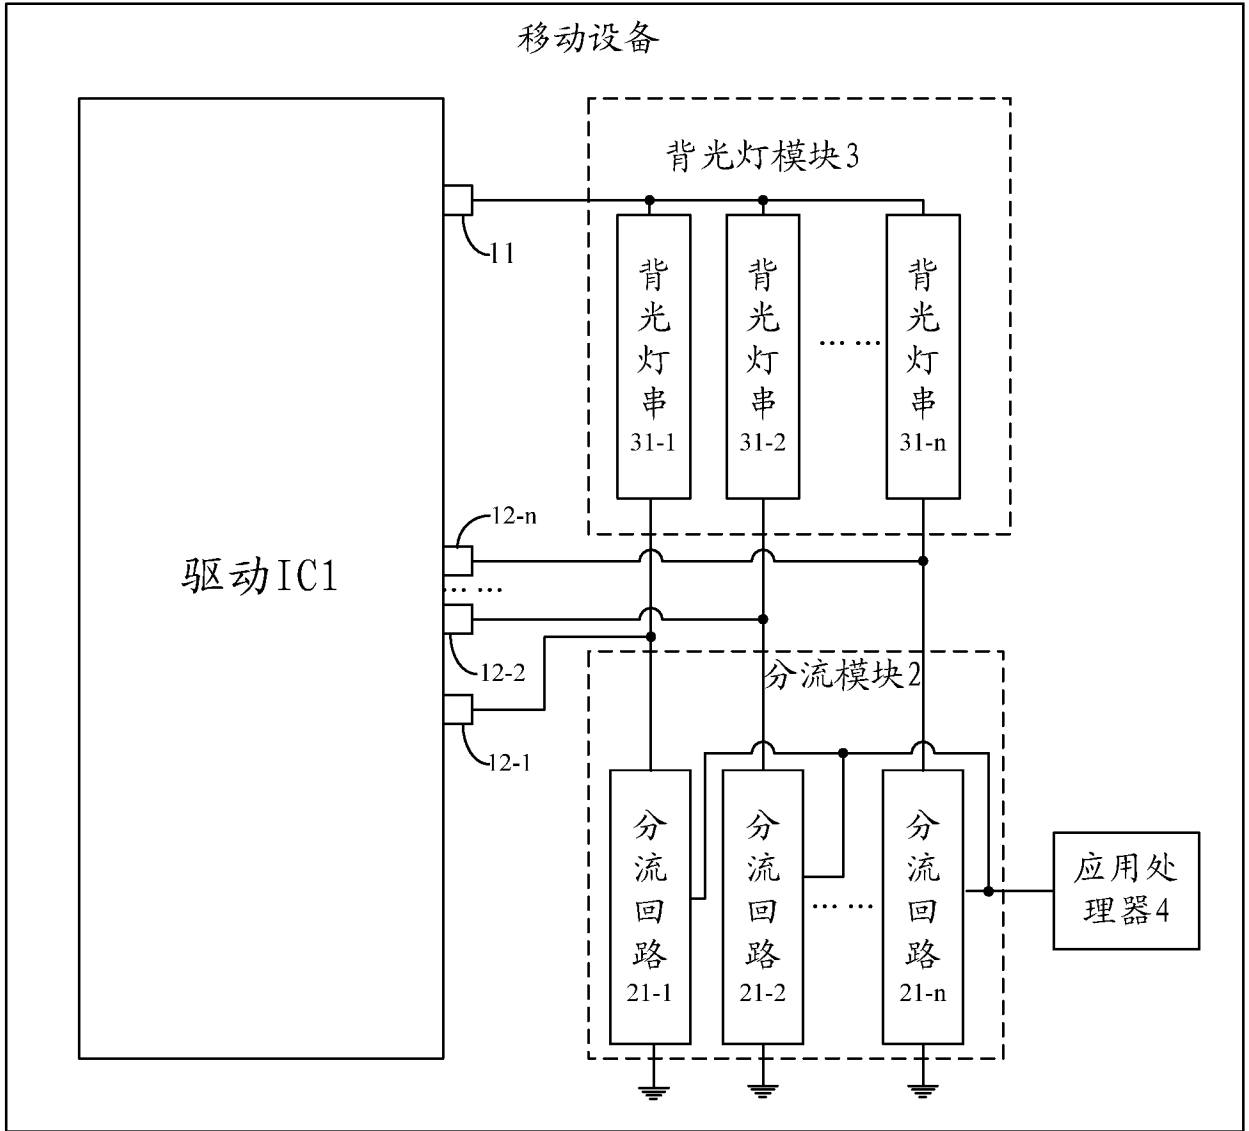 移动设备
背光灯模块3
11
背光灯串
31-1
背光灯串
31-2
... ...
背光灯串
31-n
驱动IC1
12-n
... ...
12-2
12-1
分流模块2
分流回路
21-1
分流回路
21-2
... ...
分流回路
21-n
应用处
理器4